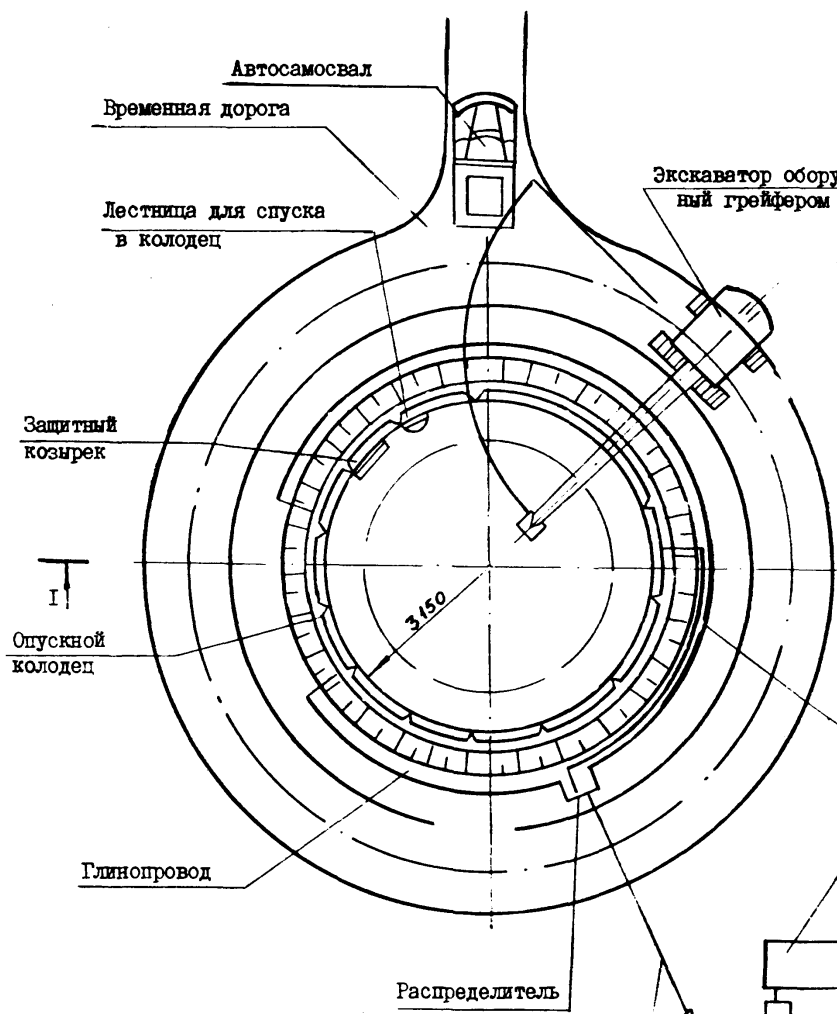 Автосамосвал
Временная дорога
Экскаватор обору
ный грейфером
Лестница для спуска
в колодец
Защитный
козырек
I
3150
Опускной
колодец
Глинопровод
Распределитель